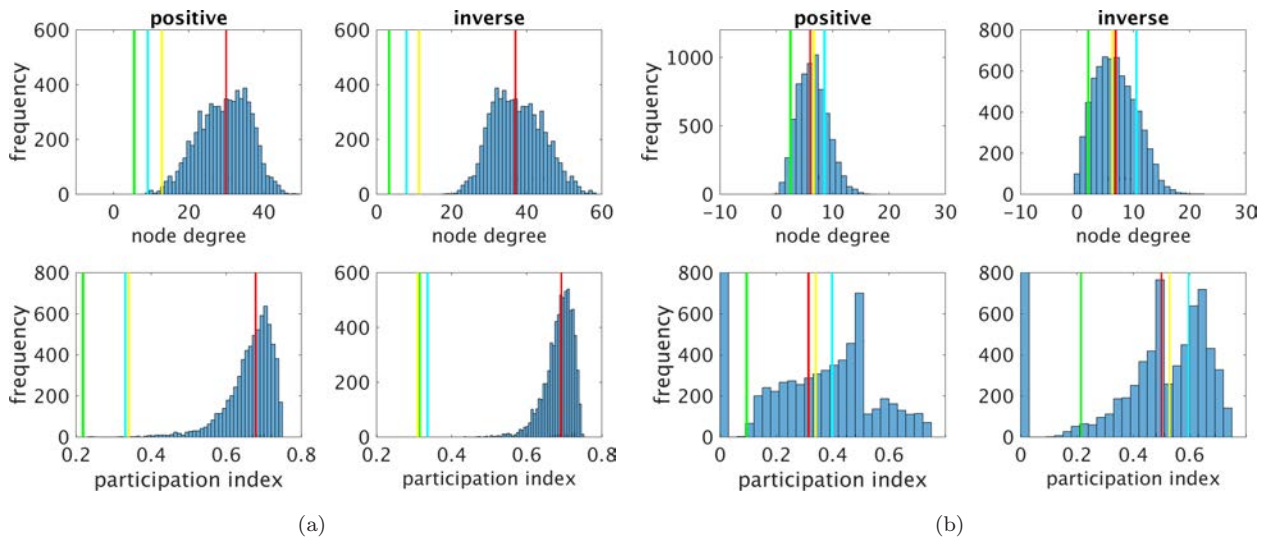 positive
inverse
positive
inverse
600
400
200
0
frequency
0 20 40
node degree
600
400
200
0
0 20 40 60
node degree
1000
500
0
frequency
−10 0 10 20 30
node degree
800
600
400
200
0
−10 0 10 20 30
node degree
800
600
400
200
0
frequency
0.2 0.4 0.6 0.8
participation index
600
400
200
0
0.2 0.4 0.6 0.8
participation index
800
600
400
200
0
frequency
0 0.2 0.4 0.6
participation index
800
600
400
200
0
0 0.2 0.4 0.6
participation index
(a)
(b)